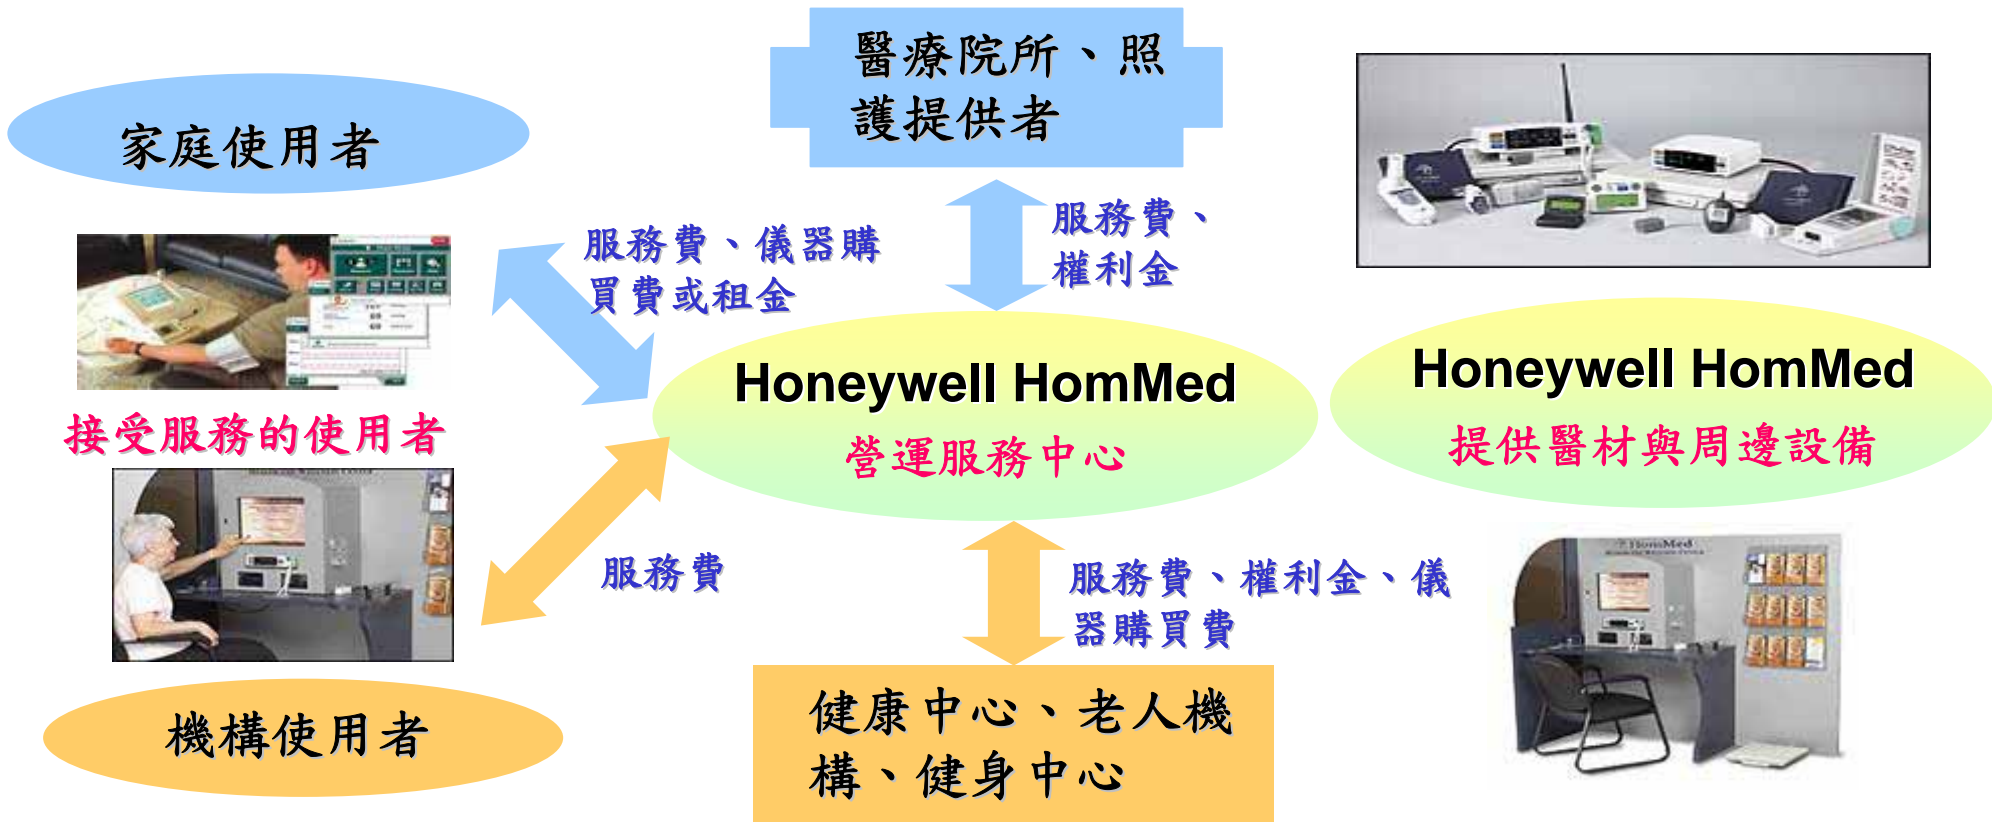 醫療院所、照
護提供者
家庭使用者
服務費、
權利金
服務費、儀器購
買費或租金
Honeywell HomMed
營運服務中心
Honeywell HomMed
提供醫材與周邊設備
接受服務的使用者
服務費
服務費、權利金、儀
器購買費
HomMed
機構使用者
健康中心、老人機
構、健身中心